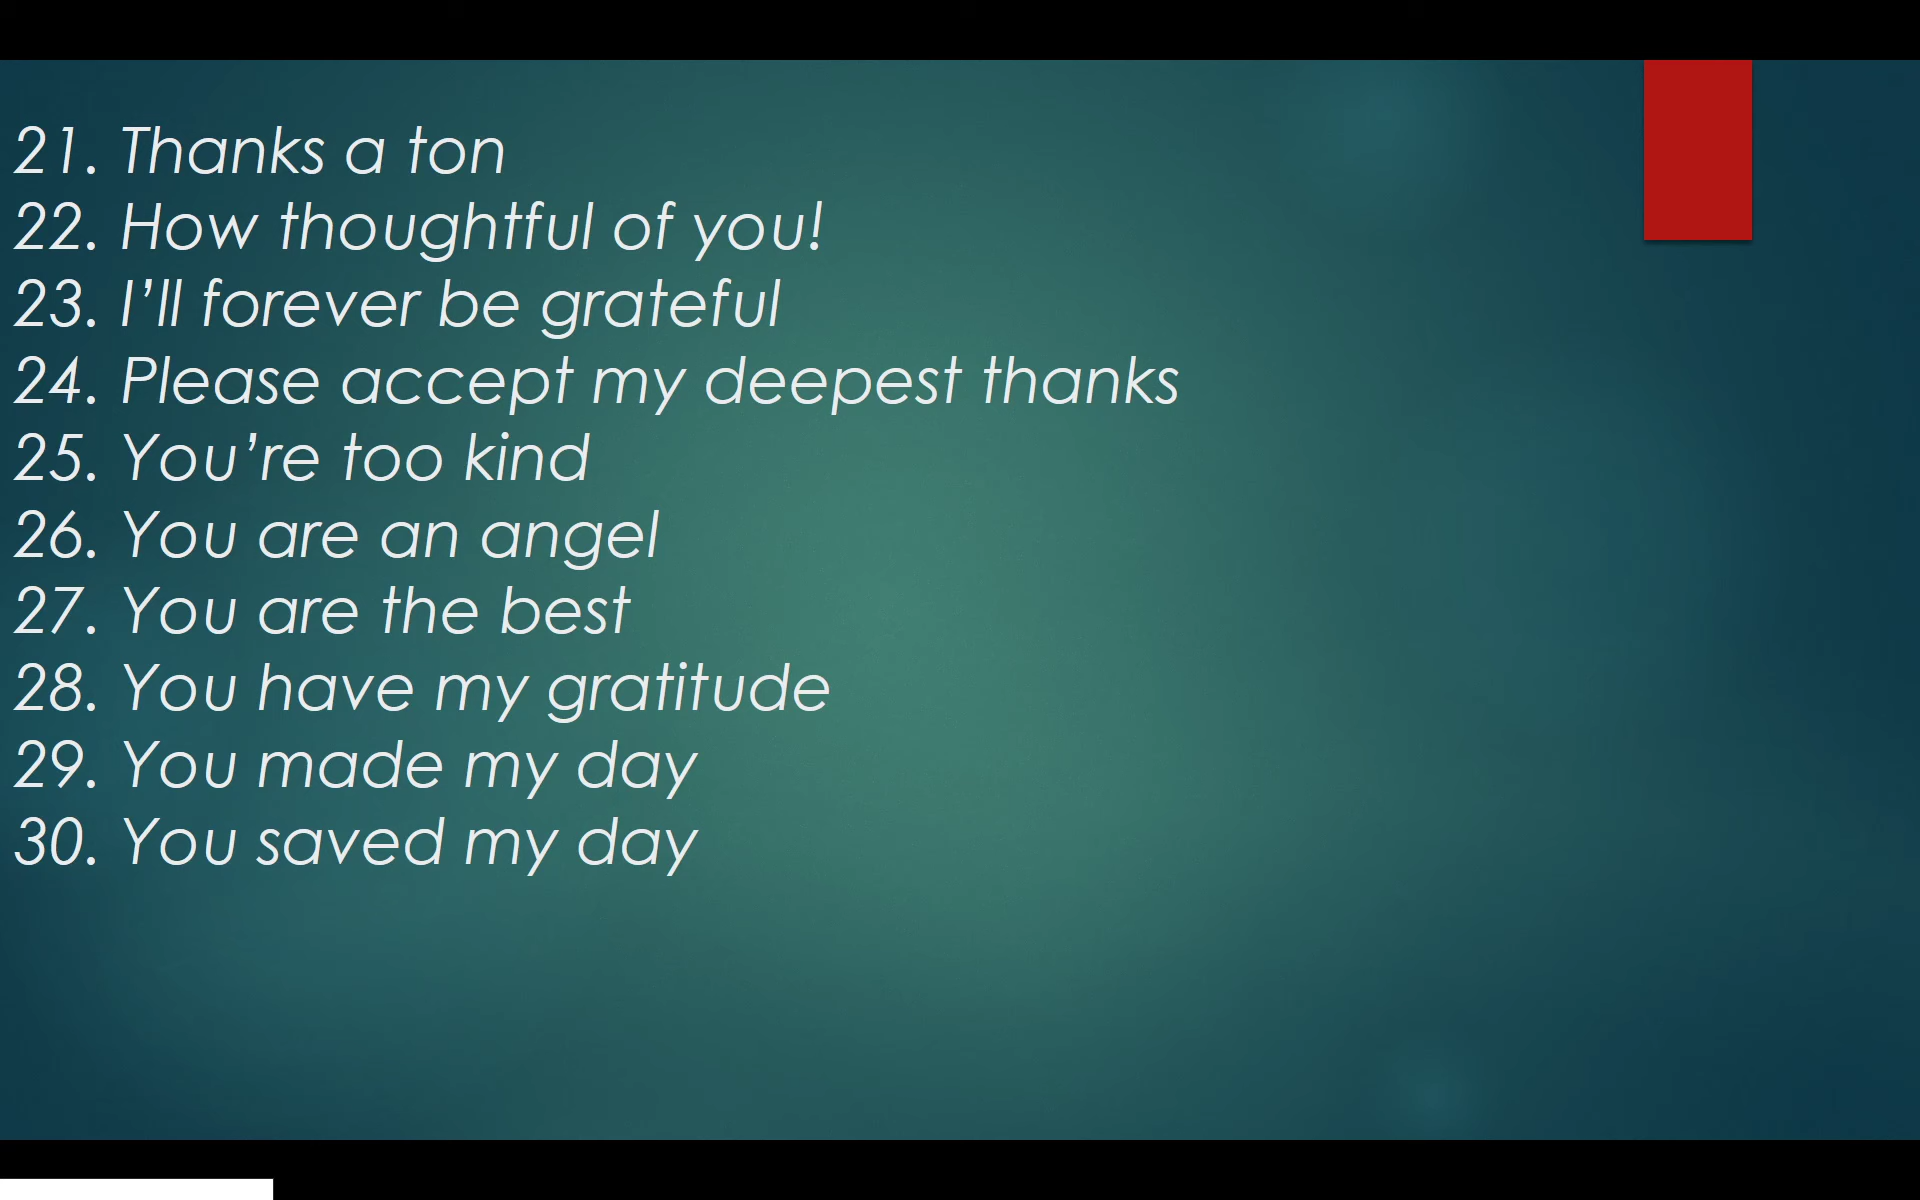 21. Thanks a ton
22. How thoughtful of you!
23. I’ll forever be grateful
24. Please accept my deepest thanks
25. You’re too kind
26. You are an angel
27. You are the best
28. You have my gratitude
29. You made my day
30. You saved my day